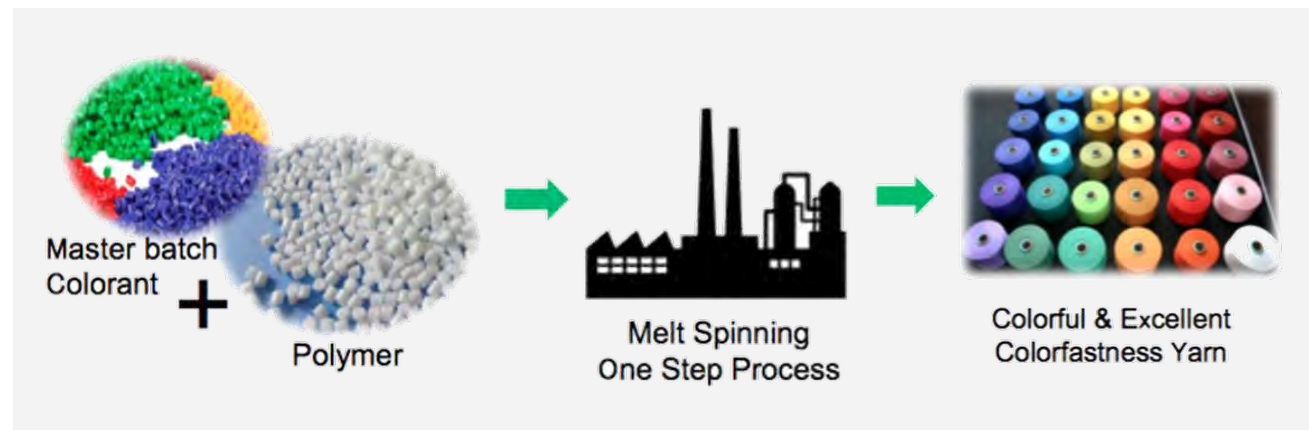 Master batch
Colorant
+
Polymer
Melt Spinning
One Step Process
Colorful & Excellent
Colorfastness Yarn